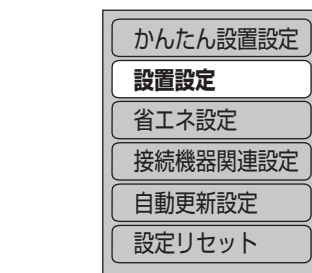 かんたん設置設定
設置設定
省エネ設定
接続機器関連設定
自動更新設定
設定リセット